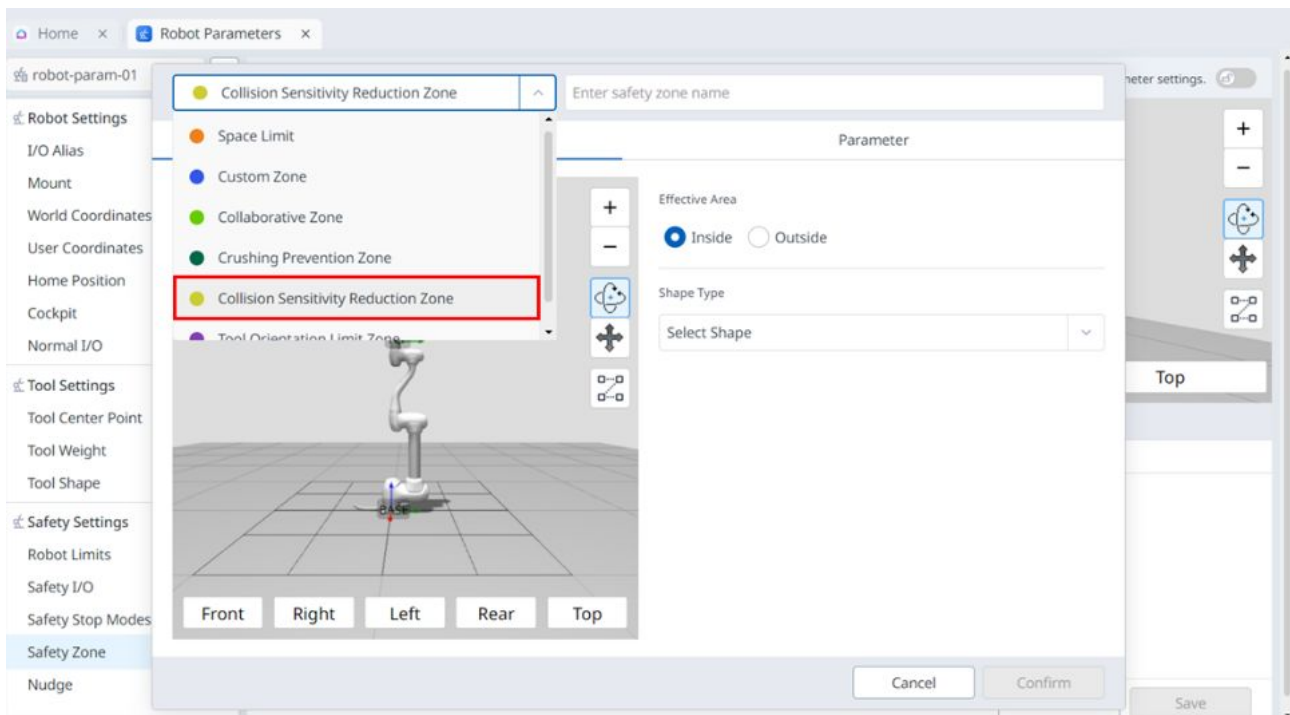 Home
Robot Parameters
robot-param-01
Collision Sensitivity Reduction Zone
Enter safety zone name
neter settings.
Robot Settings
I/O Alias
Mount
World Coordinates
User Coordinates
Home Position
Cockpit
Normal I/O
Tool Settings
Tool Center Point
Tool Weight
Tool Shape
Safety Settings
Robot Limits
Safety I/O
Safety Stop Modes
Safety Zone
Nudge
Space Limit
Custom Zone
Collaborative Zone
Crushing Prevention Zone
Collision Sensitivity Reduction Zone
Tool Orientation Limit Zone
Parameter
Effective Area
Inside Outside
Shape Type
Select Shape
BASE
Front Right Left Rear Top
Top
Cancel Confirm
Save